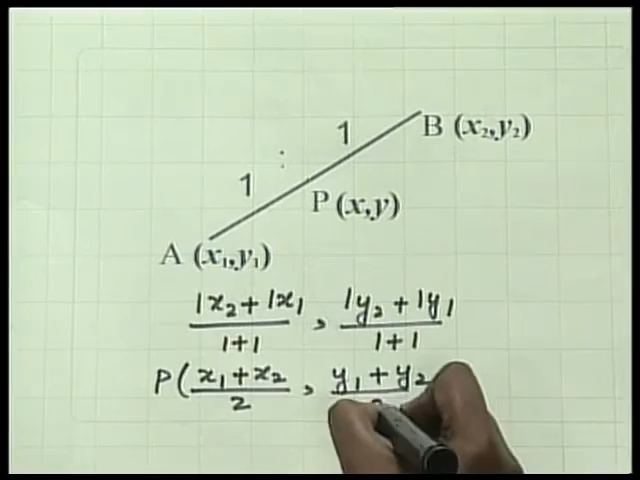 1
:
1
B (x₂,y₂)
P (x,y)
A (x₁,y₁)
1x₂ + 1x₁ / 1+1 , 1y₂ + 1y₁ / 1+1
P( x₁ + x₂ / 2 , y₁ + y₂